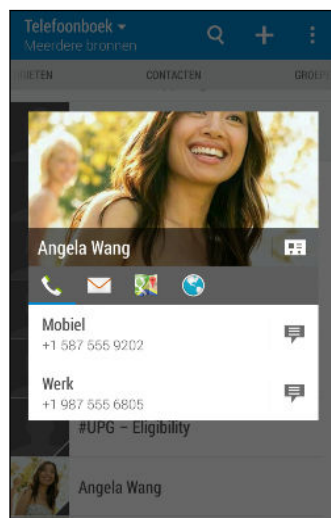 Telefoonboek
Meerdere bronnen
CONTACTEN
Angela Wang
Mobiel
+1 587 555 9202
Werk
+1 987 555 6805
#UPG – Eligibility
Angela Wang